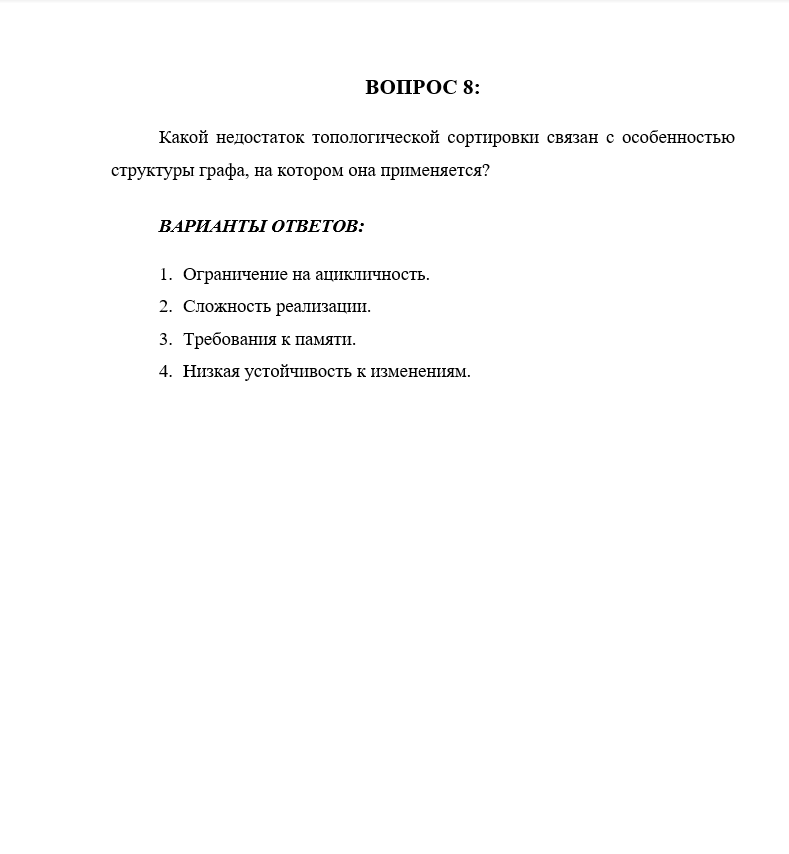 ВОПРОС 8:
Какой недостаток топологической сортировки связан с особенностью
структуры графа, на котором она применяется?
ВАРИАНТЫ ОТВЕТОВ:
1. Ограничение на ацикличность.
2. Сложность реализации.
3. Требования к памяти.
4. Низкая устойчивость к изменениям.